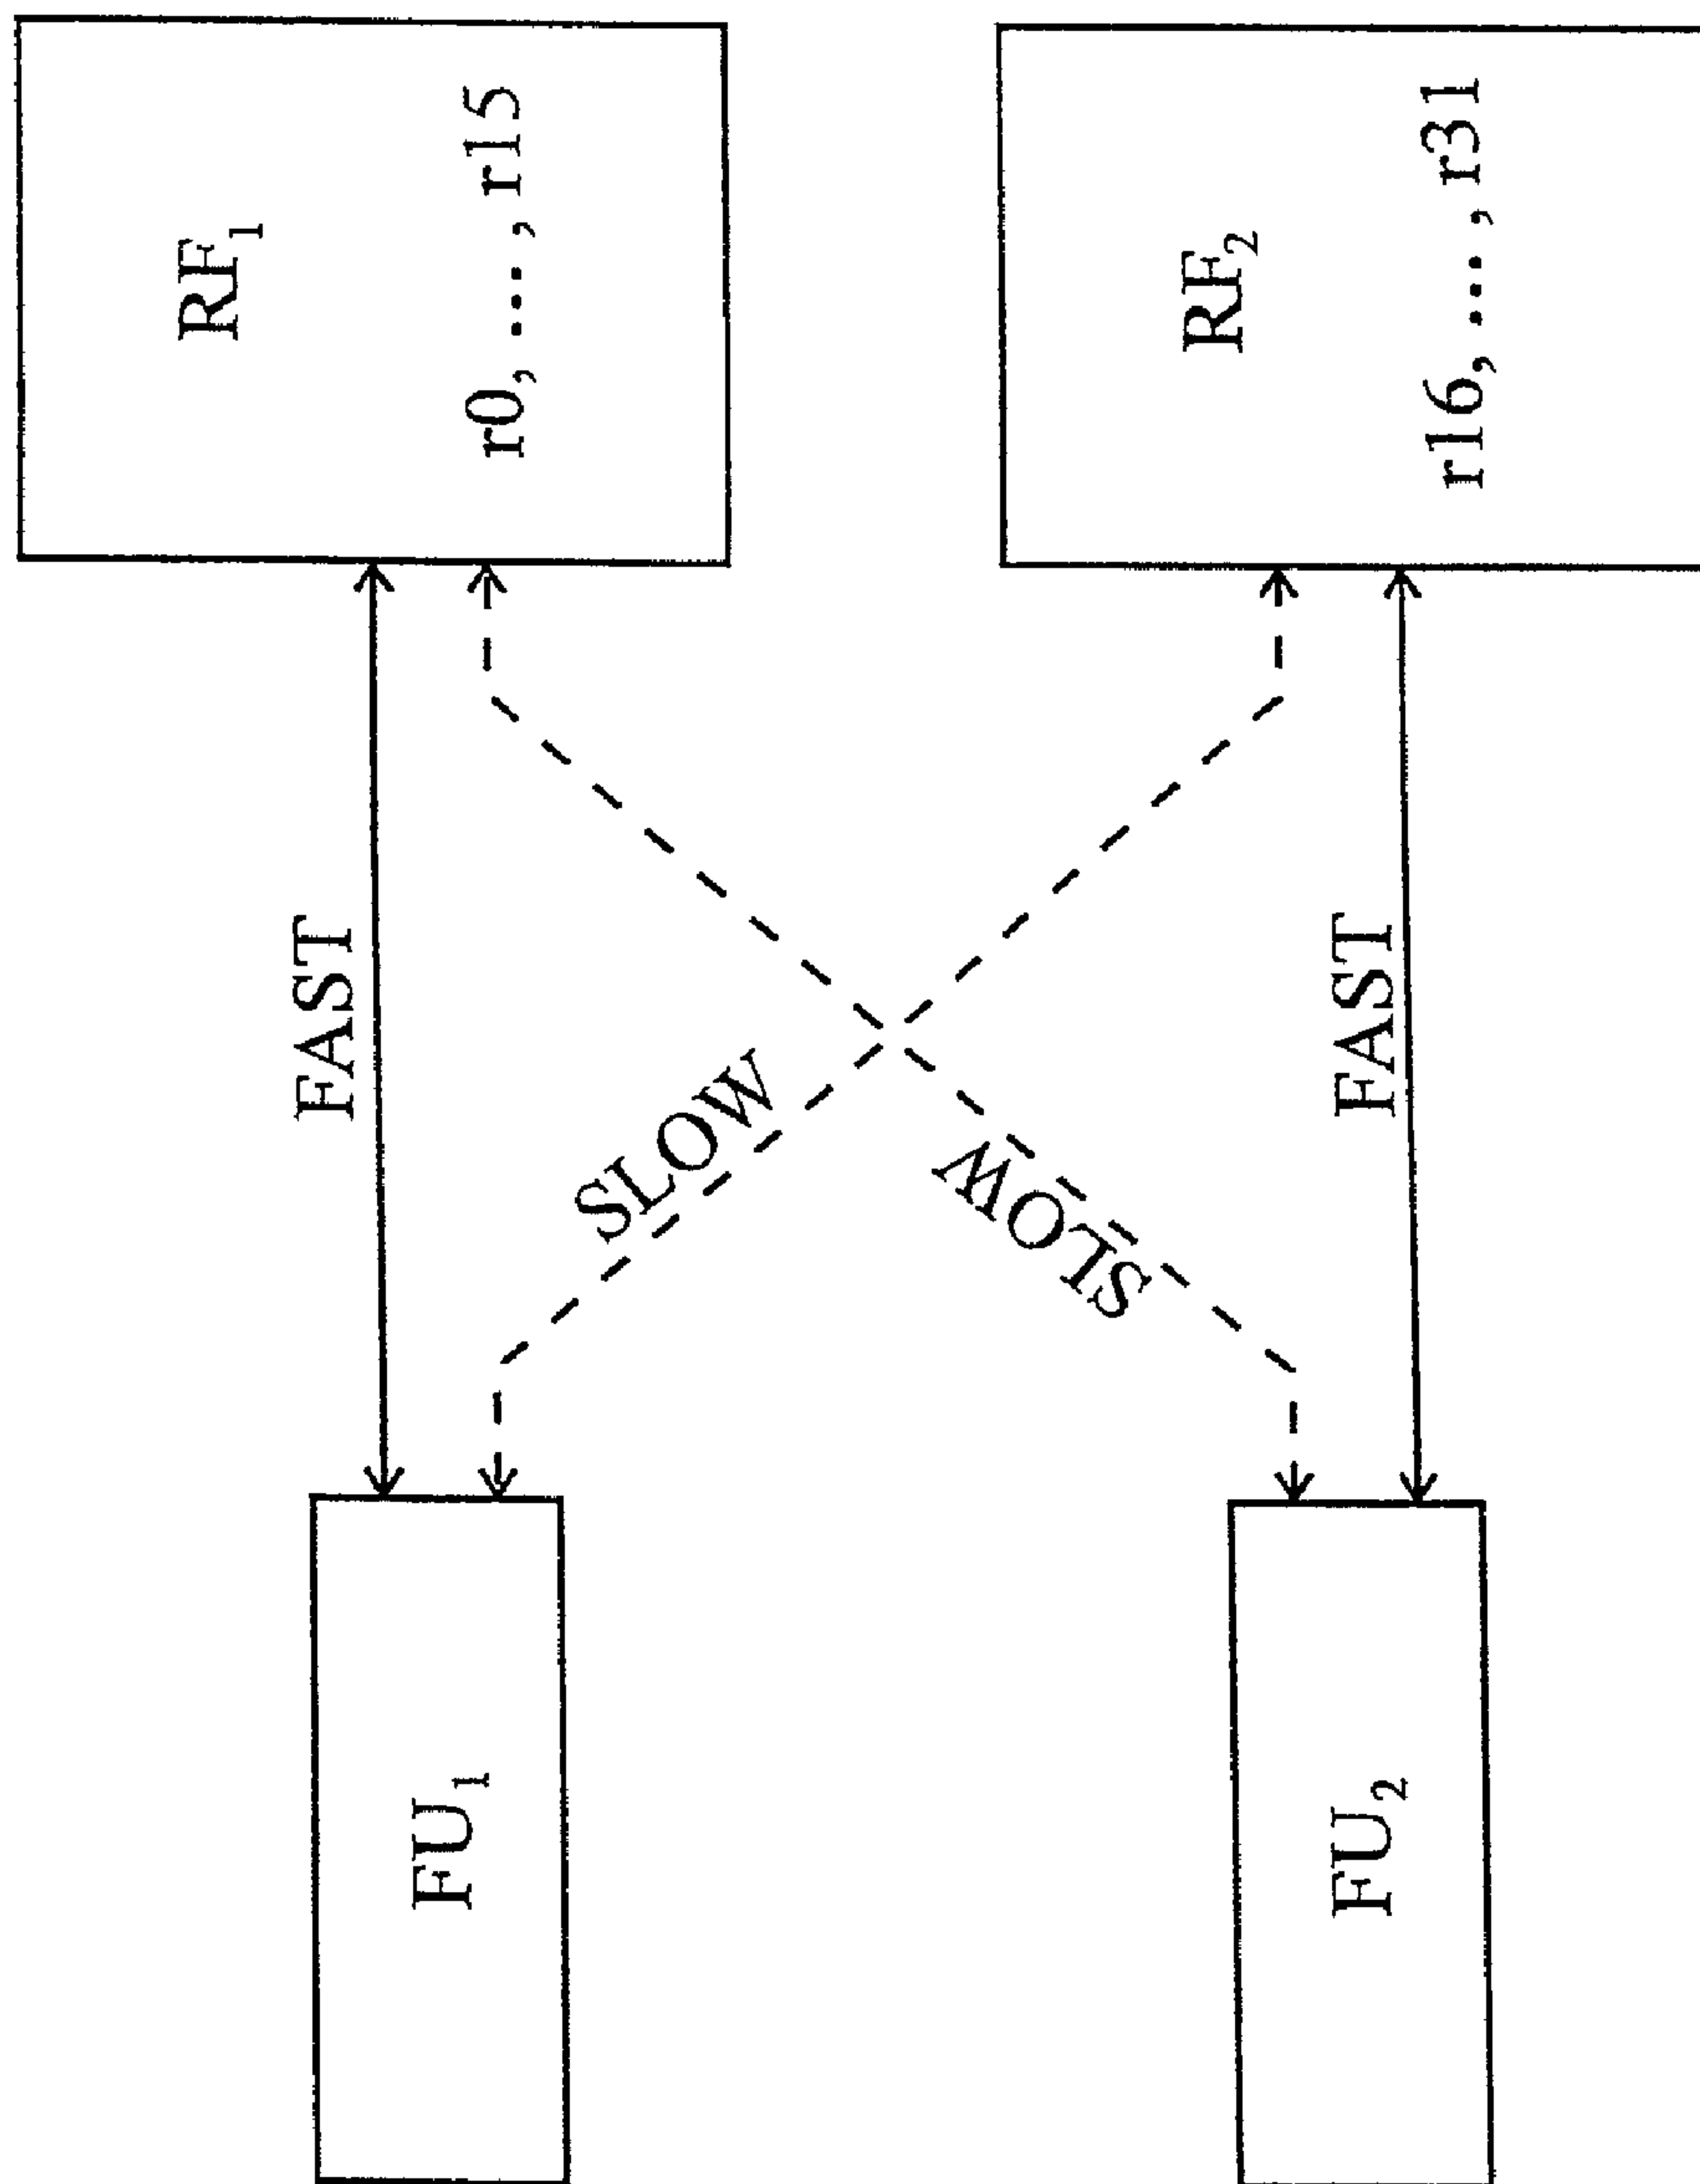 RF₁
r0, ... , r15
RF₂
r16, ... , r31
FAST
SLOW
SLOW
FAST
FU₁
FU₂